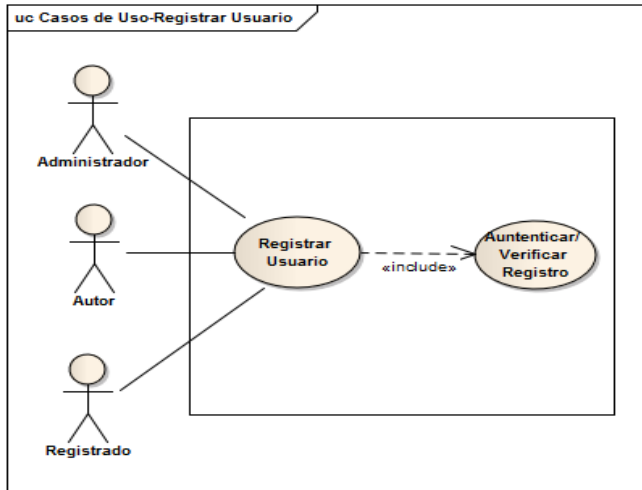 uc Casos de Uso-Registrar Usuario
Administrador
Autor
Registrado
Registrar
Usuario
«include»
Auntenticar/
Verificar
Registro